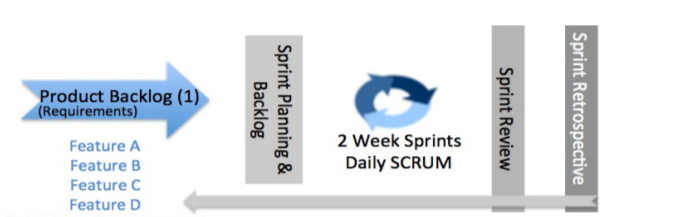 Product Backlog (1)
(Requirements)
Feature A
Feature B
Feature C
Feature D
Sprint Planning &
Backlog
2 Week Sprints
Daily SCRUM
Sprint Review
Sprint Retrospective